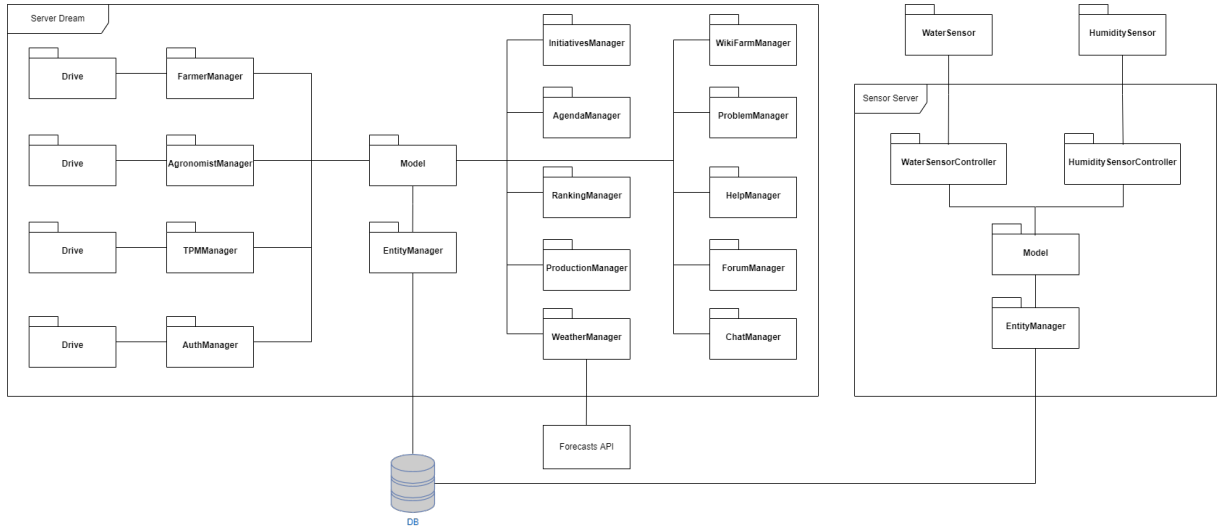 Server Dream
InitiativesManager
WikiFarmManager
WaterSensor
HumiditySensor
Drive
FarmerManager
Sensor Server
AgendaManager
ProblemManager
Drive
AgronomistManager
Model
WaterSensorController
HumiditySensorController
RankingManager
HelpManager
Drive
TPMManager
EntityManager
Model
ProductionManager
ForumManager
EntityManager
Drive
AuthManager
WeatherManager
ChatManager
Forecasts API
DB